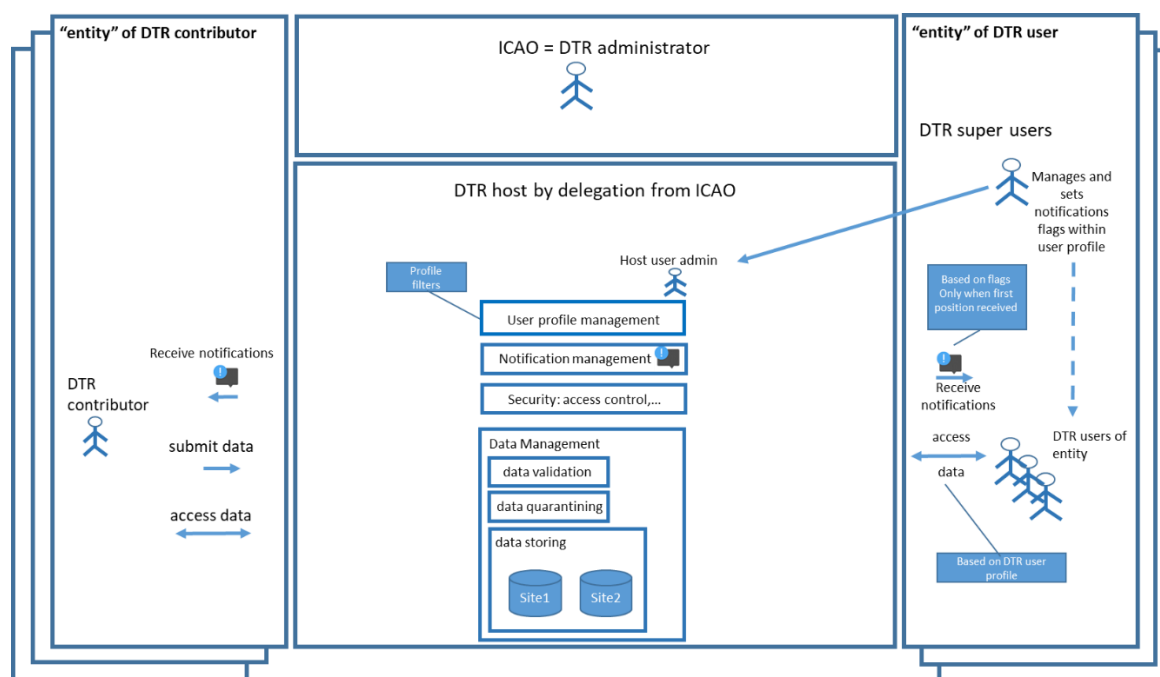 “entity” of DTR contributor
Receive notifications
!
DTR
contributor
submit data
access data
ICAO = DTR administrator
DTR host by delegation from ICAO
Host user admin
Profile
filters
User profile management
Notification management
!
Security: access control,...
Data Management
data validation
data quarantining
data storing
Site1
Site2
“entity” of DTR user
DTR super users
Manages and
sets
notifications
flags within
user profile
Based on flags
Only when first
position received
!
Receive
notifications
access
data
DTR users of
entity
Based on DTR user
profile